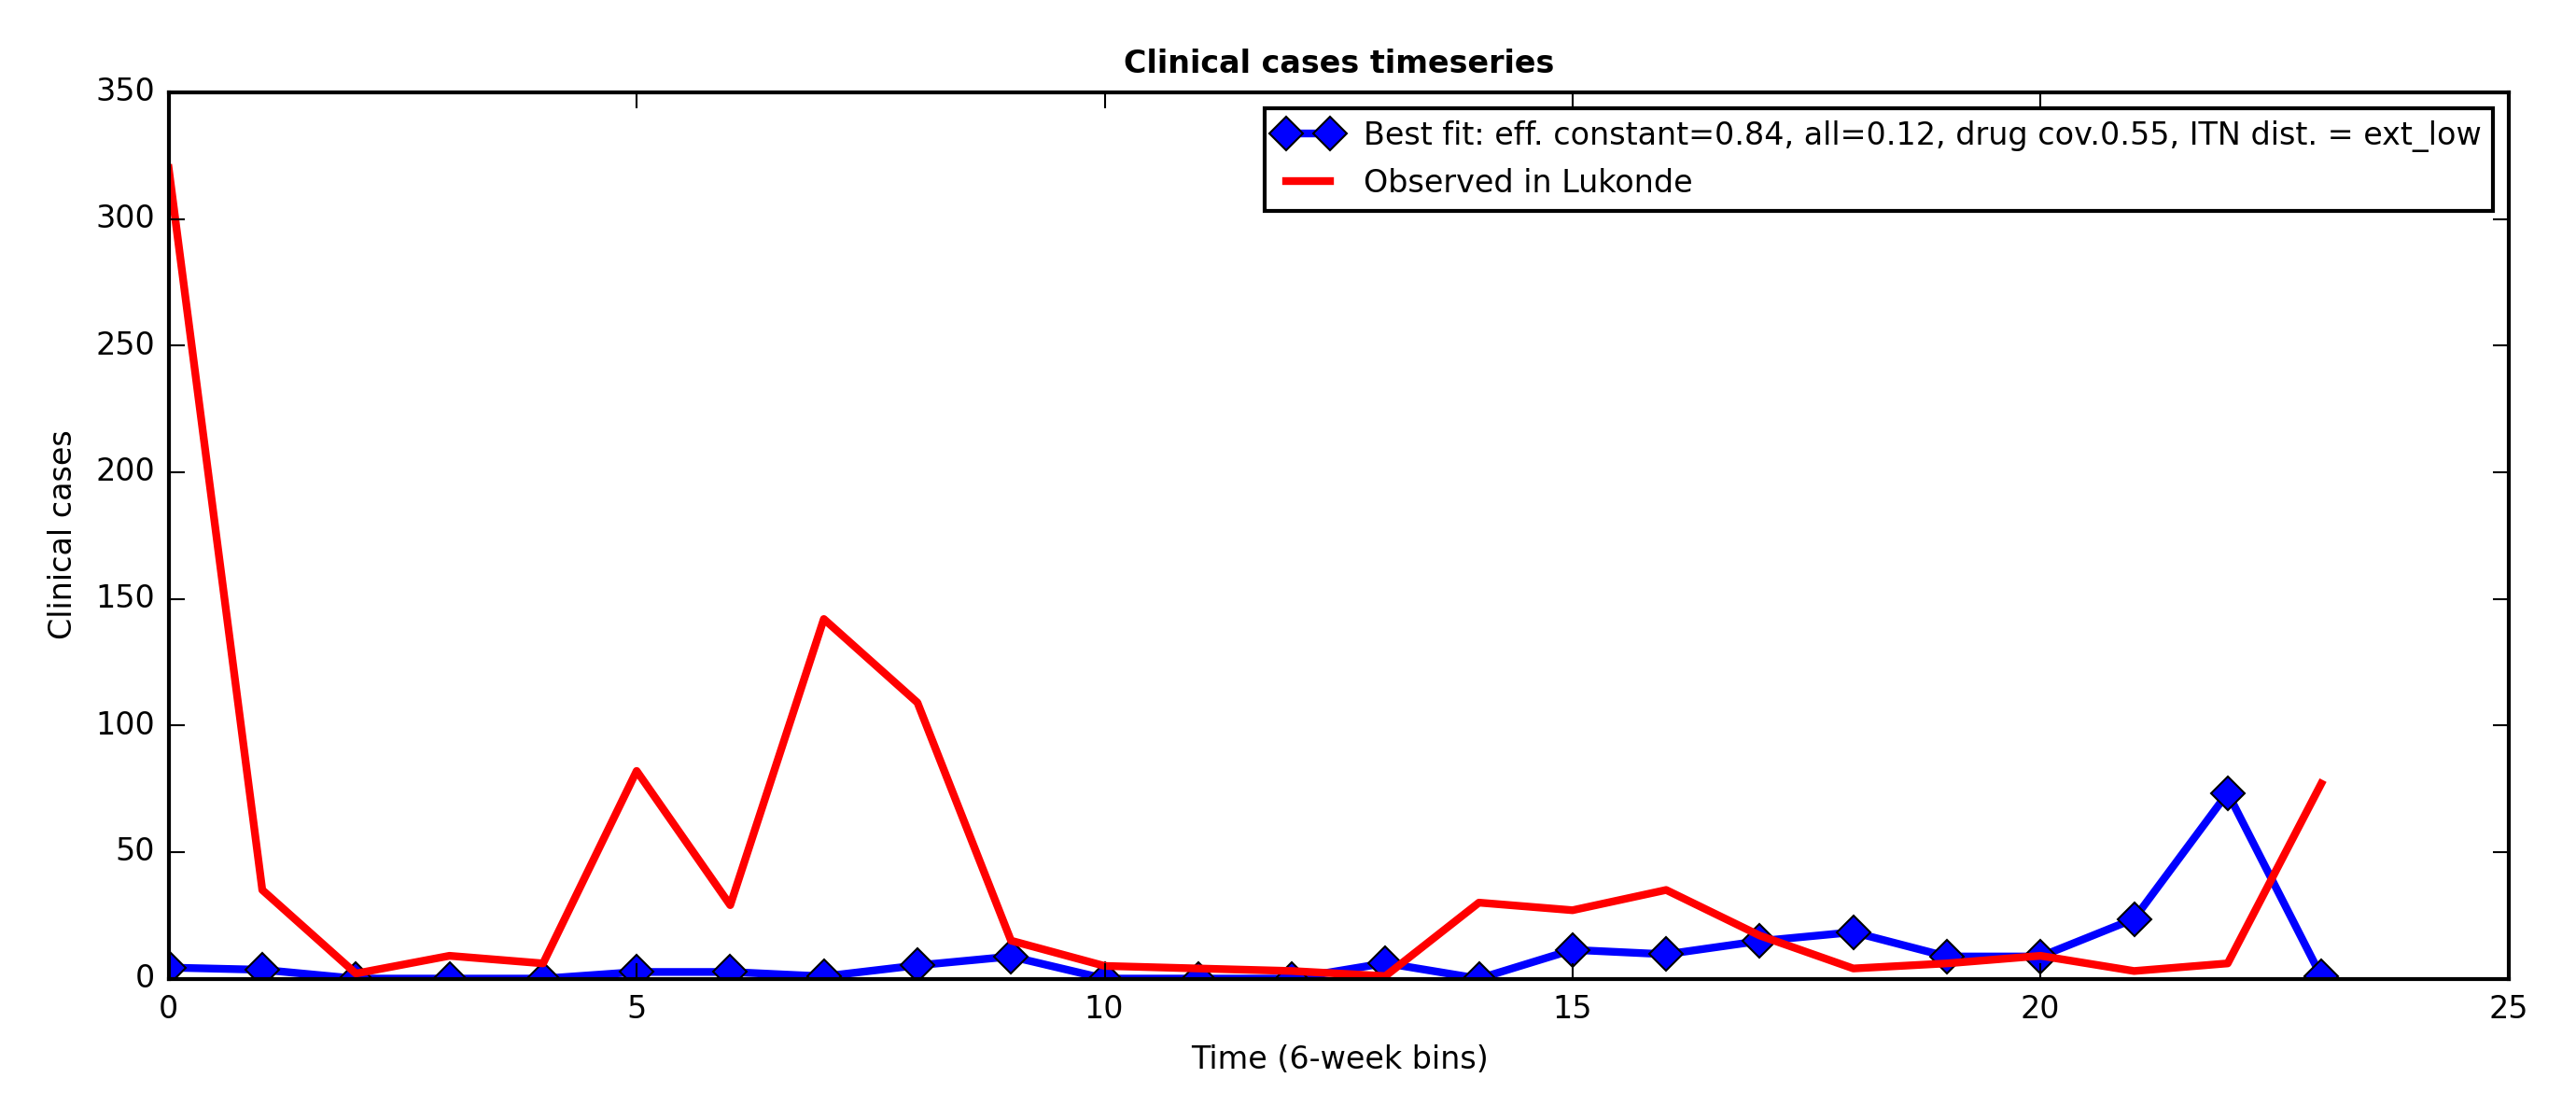 Clinical cases timeseries
350
300
250
200
150
100
50
0
Clinical cases
Best fit: eff. constant=0.84, all=0.12, drug cov.0.55, ITN dist. = ext_low
Observed in Lukonde
0 5 10 15 20 25
Time (6-week bins)